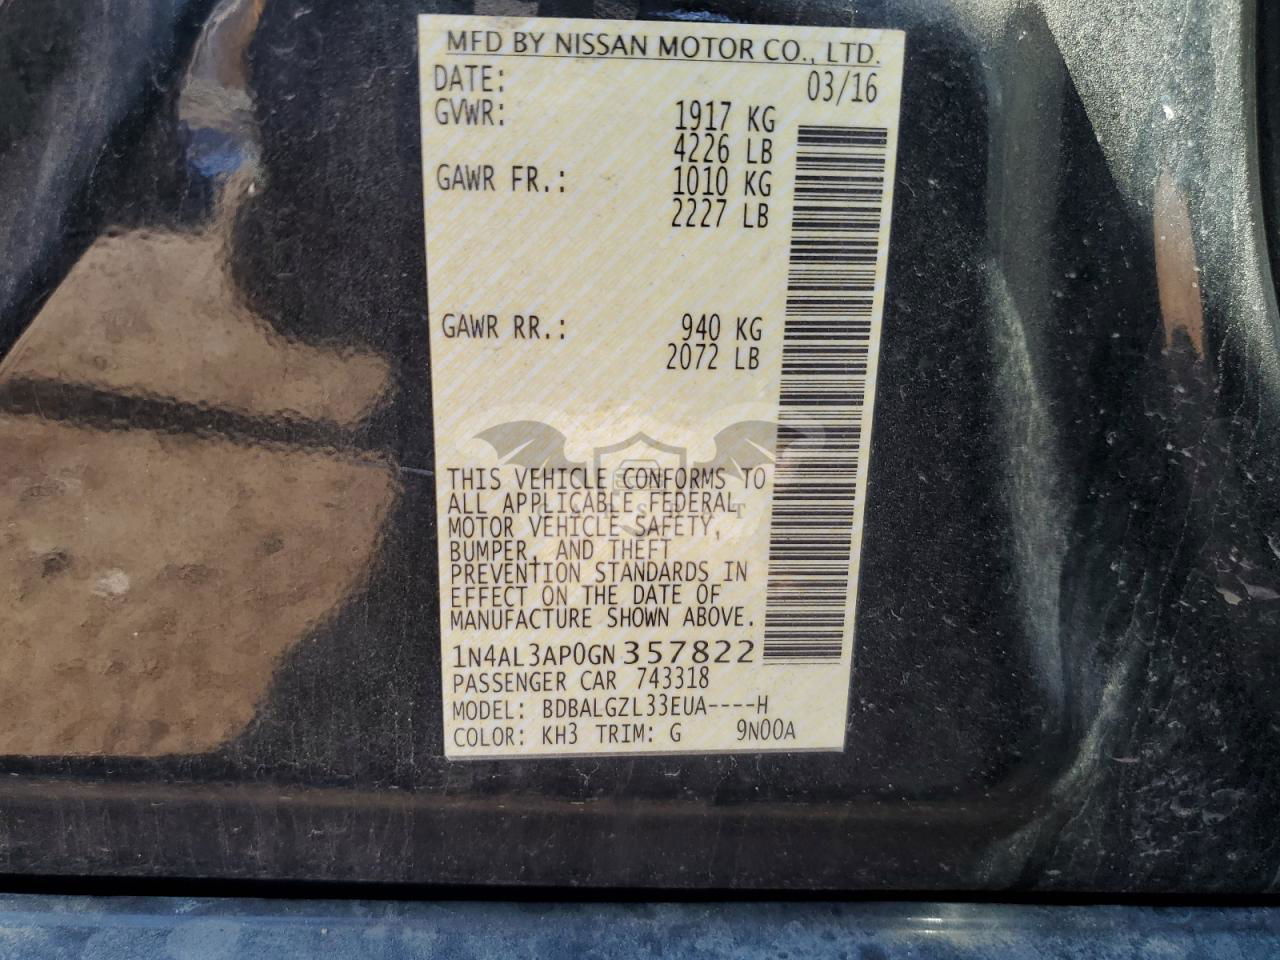 MFD BY NISSAN MOTOR CO., LTD.
DATE: 03/16
GVWR: 1917 KG
4226 LB
GAWR FR.: 1010 KG
2227 LB
GAWR RR.: 940 KG
2072 LB
THIS VEHICLE CONFORMS TO
ALL APPLICABLE FEDERAL
MOTOR VEHICLE SAFETY,
BUMPER, AND THEFT
PREVENTION STANDARDS IN
EFFECT ON THE DATE OF
MANUFACTURE SHOWN ABOVE.
1N4AL3AP0GN357822
PASSENGER CAR 743318
MODEL: BDBALGZL33EUA----H
COLOR: KH3 TRIM: G 9N00A